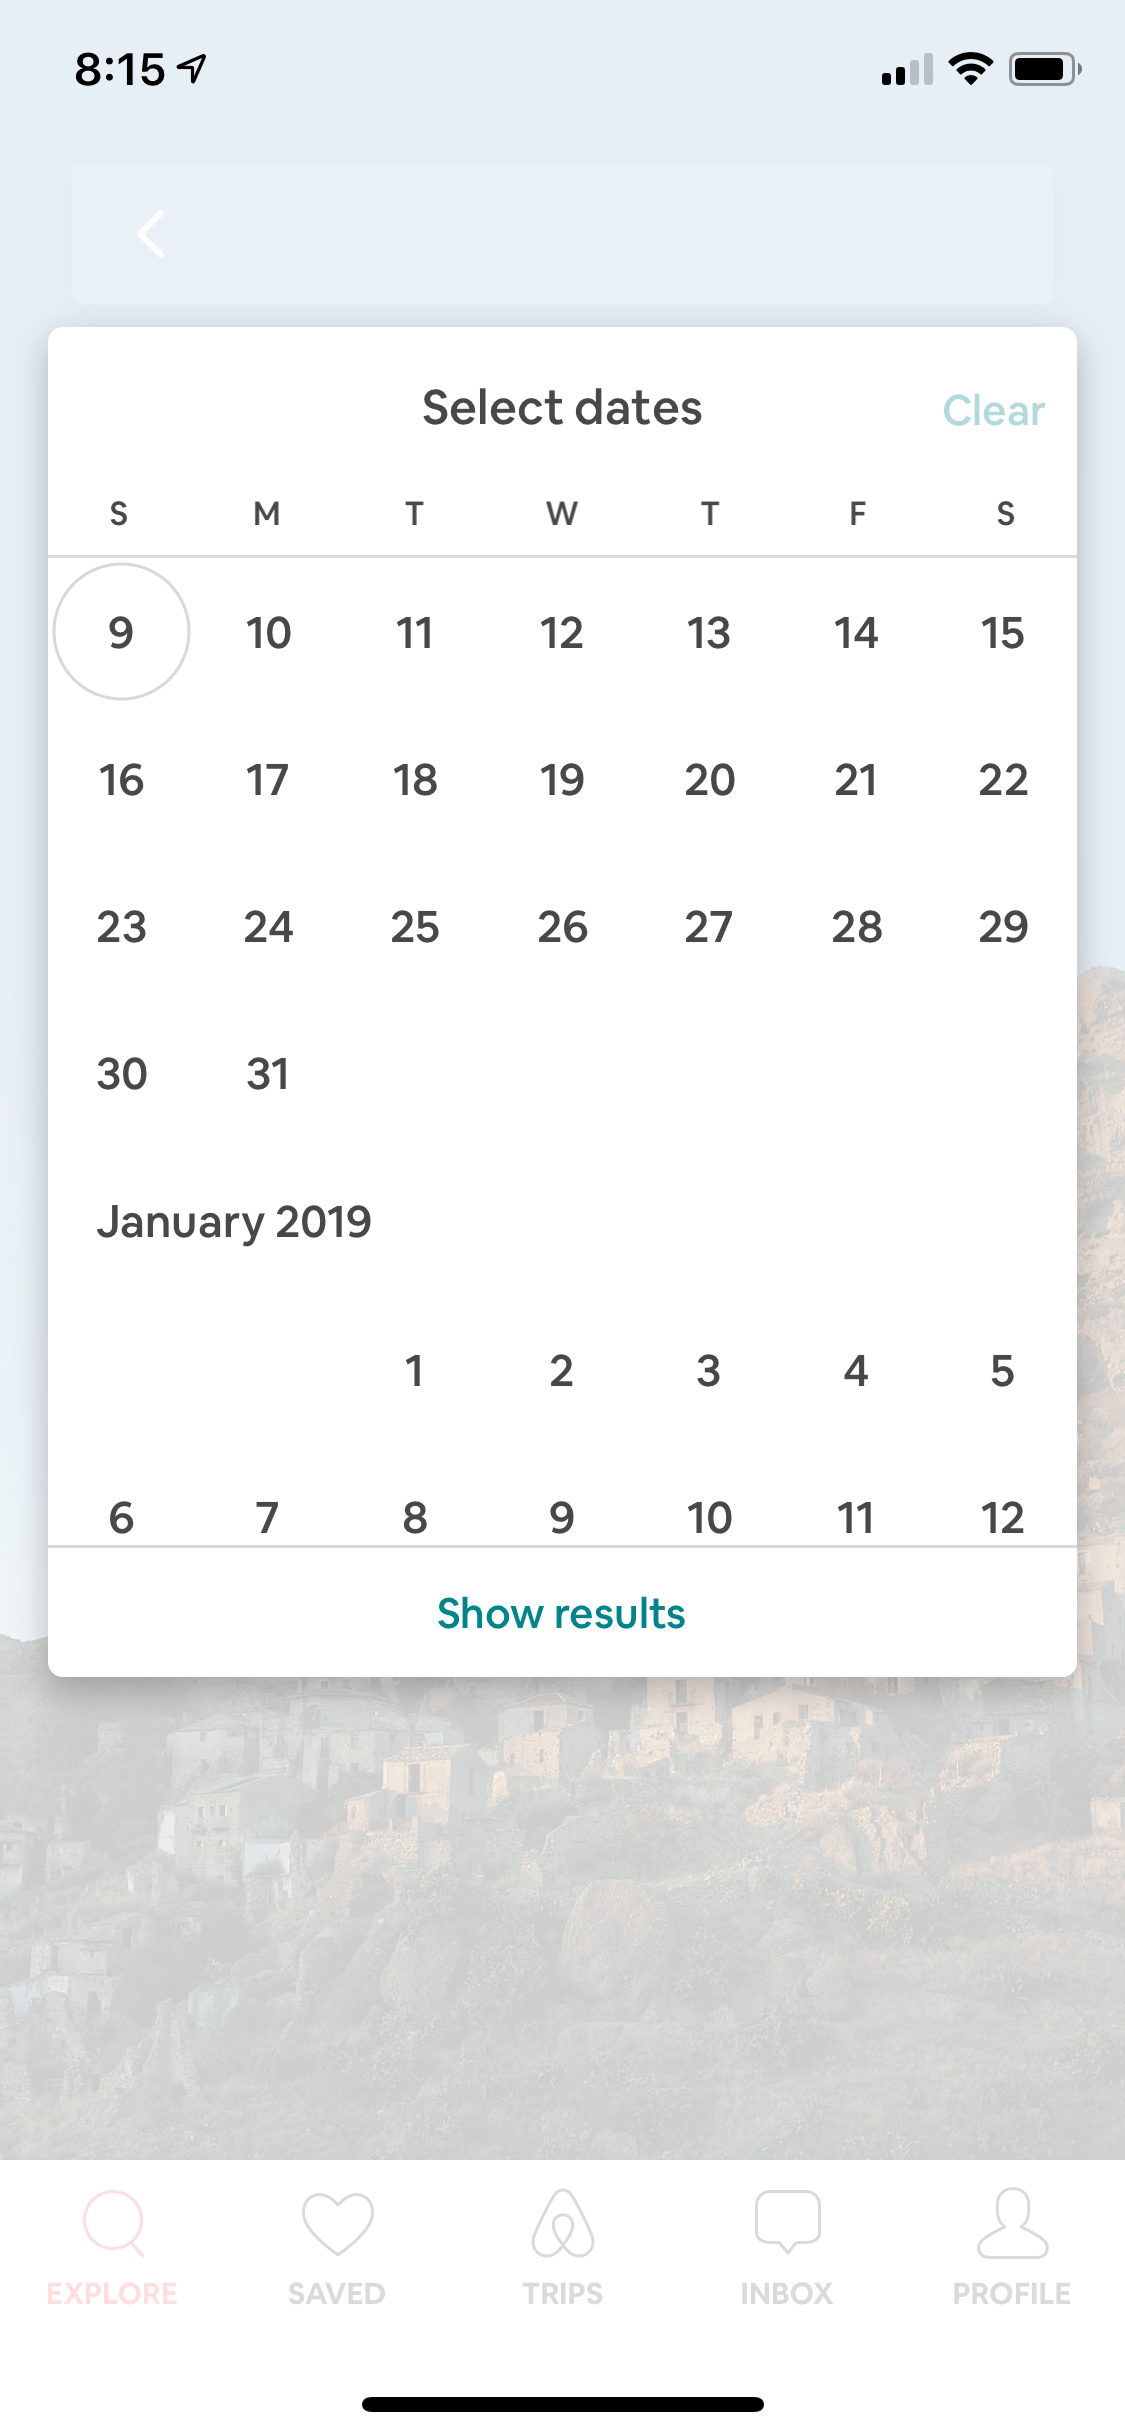 8:15
Select dates
Clear
S M T W T F S
9 10 11 12 13 14 15
16 17 18 19 20 21 22
23 24 25 26 27 28 29
30 31
January 2019
1 2 3 4 5
6 7 8 9 10 11 12
Show results
EXPLORE SAVED TRIPS INBOX PROFILE